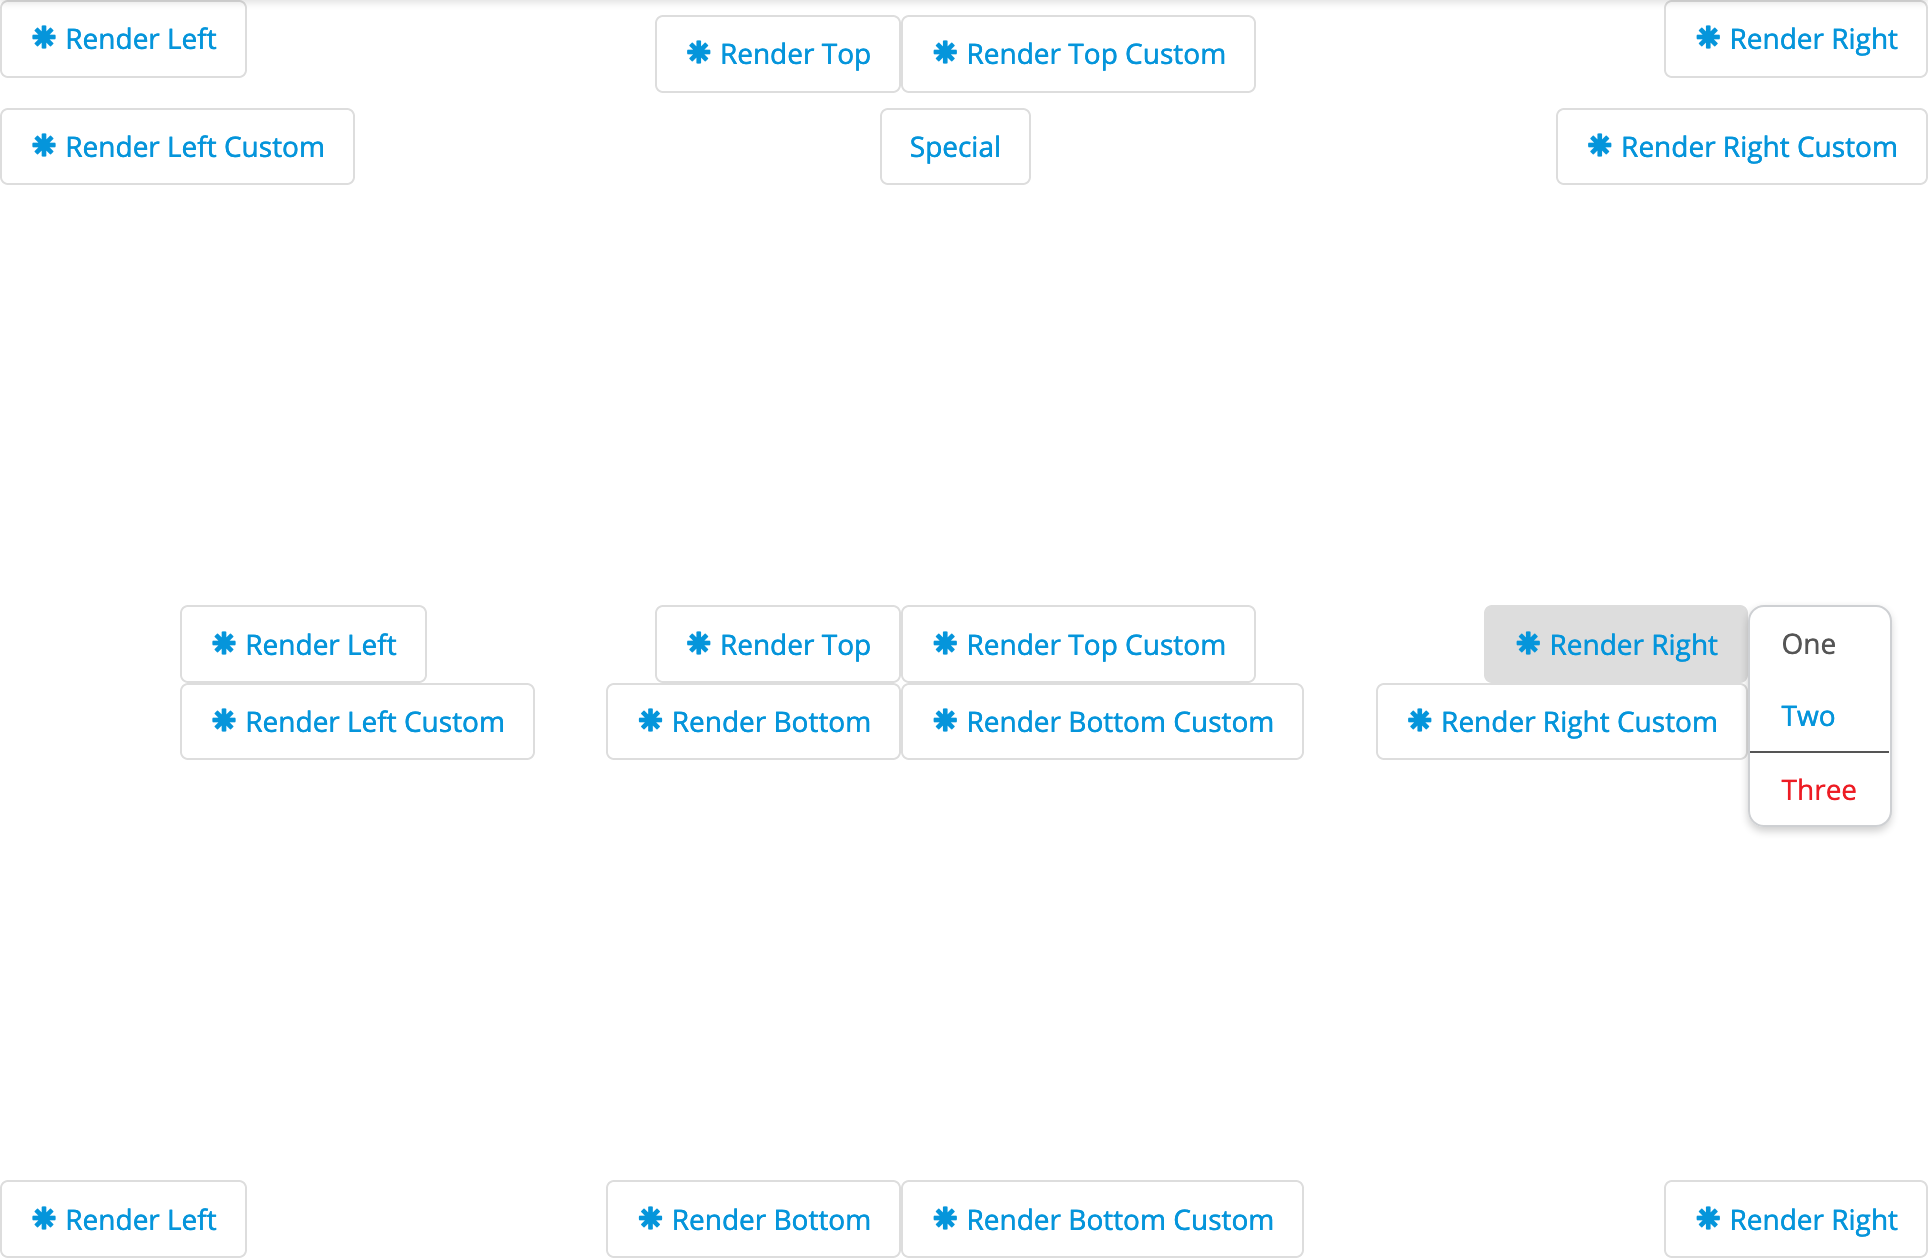 Render Left
Render Top
Render Top Custom
Render Right
Render Left Custom
Special
Render Right Custom
Render Left
Render Top
Render Top Custom
Render Right
One
Render Left Custom
Render Bottom
Render Bottom Custom
Render Right Custom
Two
Three
Render Left
Render Bottom
Render Bottom Custom
Render Right